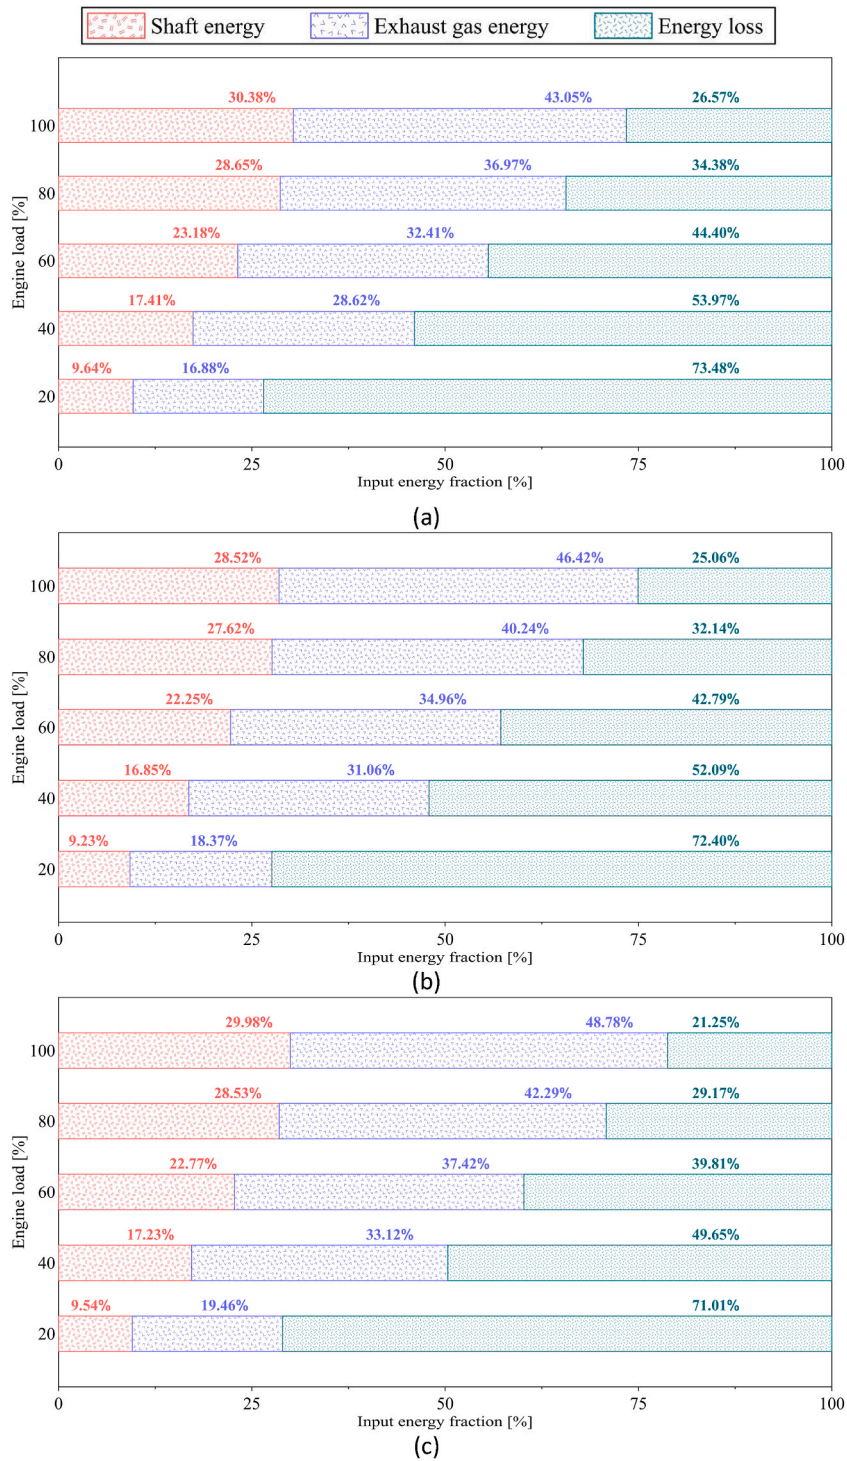 Shaft energy Exhaust gas energy Energy loss
30.38% 43.05% 26.57%
100
28.65% 36.97% 34.38%
80
23.18% 32.41% 44.40%
60
17.41% 28.62% 53.97%
40
9.64% 16.88% 73.48%
20
Engine load [%]
0 25 50 75 100
Input energy fraction [%]
(a)
28.52% 46.42% 25.06%
100
27.62% 40.24% 32.14%
80
22.25% 34.96% 42.79%
60
16.85% 31.06% 52.09%
40
9.23% 18.37% 72.40%
20
Engine load [%]
0 25 50 75 100
Input energy fraction [%]
(b)
29.98% 48.78% 21.25%
100
28.53% 42.29% 29.17%
80
22.77% 37.42% 39.81%
60
17.23% 33.12% 49.65%
40
9.54% 19.46% 71.01%
20
Engine load [%]
0 25 50 75 100
Input energy fraction [%]
(c)